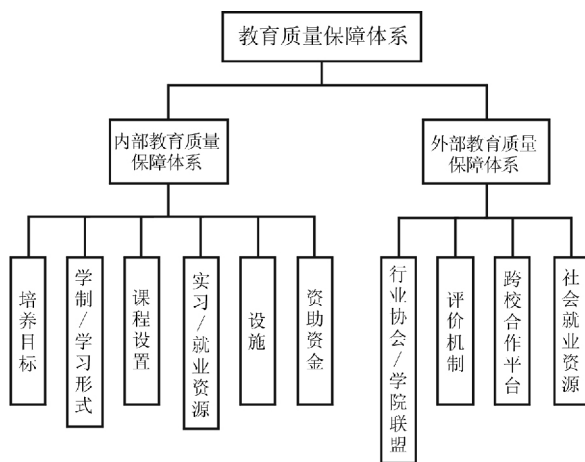 教育质量保障体系
内部教育质量
保障体系
外部教育质量
保障体系
培养目标
学制/学习形式
课程设置
实习/就业资源
设施
资助资金
行业协会/学院联盟
评价机制
跨校合作平台
社会就业资源